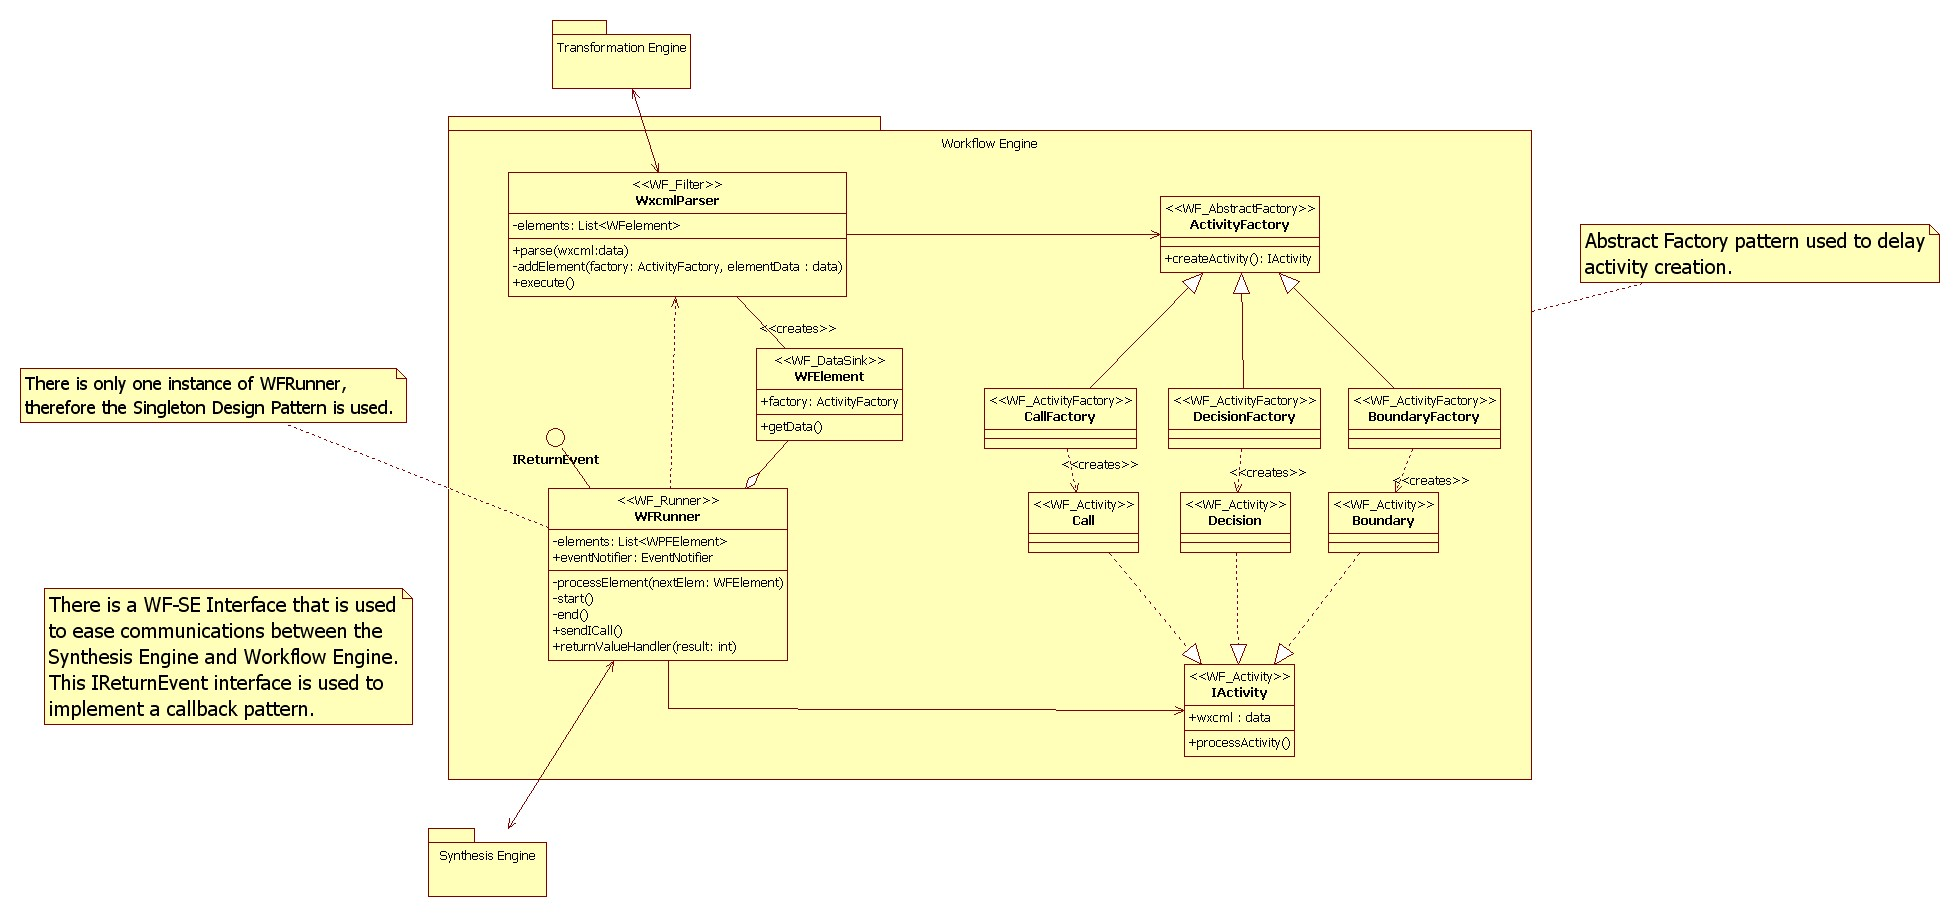 Transformation Engine
Workflow Engine
<<WF_Filter>>
WxcmlParser
-elements: List<WFelement>
+parse(wxcml:data)
-addElement(factory: ActivityFactory, elementData : data)
+execute()
<<WF_AbstractFactory>>
ActivityFactory
+createActivity(): IActivity
Abstract Factory pattern used to delay
activity creation.
<<creates>>
<<WF_DataSink>>
WFElement
+factory: ActivityFactory
+getData()
There is only one instance of WFRunner,
therefore the Singleton Design Pattern is used.
<<WF_ActivityFactory>>
CallFactory
<<WF_ActivityFactory>>
DecisionFactory
<<WF_ActivityFactory>>
BoundaryFactory
IReturnEvent
<<creates>>
<<creates>>
<<creates>>
<<WF_Runner>>
WFRunner
-elements: List<WPFElement>
+eventNotifier: EventNotifier
-processElement(nextElem: WFElement)
-start()
-end()
+sendICall()
+returnValueHandler(result: int)
<<WF_Activity>>
Call
<<WF_Activity>>
Decision
<<WF_Activity>>
Boundary
There is a WF-SE Interface that is used
to ease communications between the
Synthesis Engine and Workflow Engine.
This IReturnEvent interface is used to
implement a callback pattern.
<<WF_Activity>>
IActivity
+wxcml : data
+processActivity()
Synthesis Engine